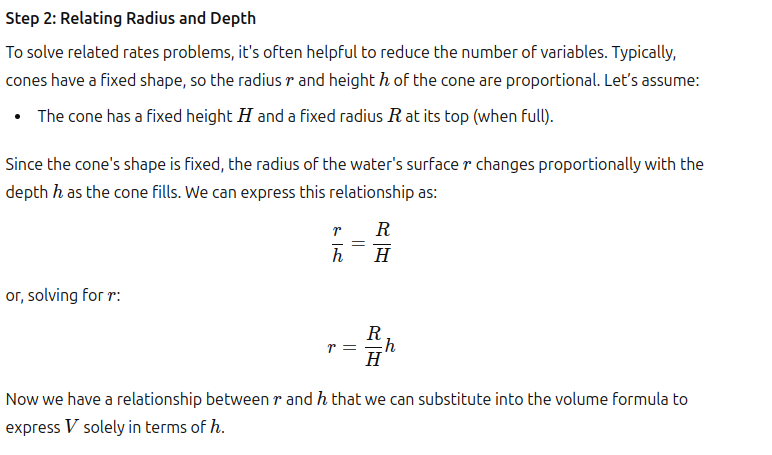 Step 2: Relating Radius and Depth
To solve related rates problems, it's often helpful to reduce the number of variables. Typically,
cones have a fixed shape, so the radius r and height h of the cone are proportional. Let's assume:
• The cone has a fixed height H and a fixed radius R at its top (when full).
Since the cone's shape is fixed, the radius of the water's surface r changes proportionally with the
depth h as the cone fills. We can express this relationship as:
r/h = R/H
or, solving for r:
r = R/H h
Now we have a relationship between r and h that we can substitute into the volume formula to
express V solely in terms of h.